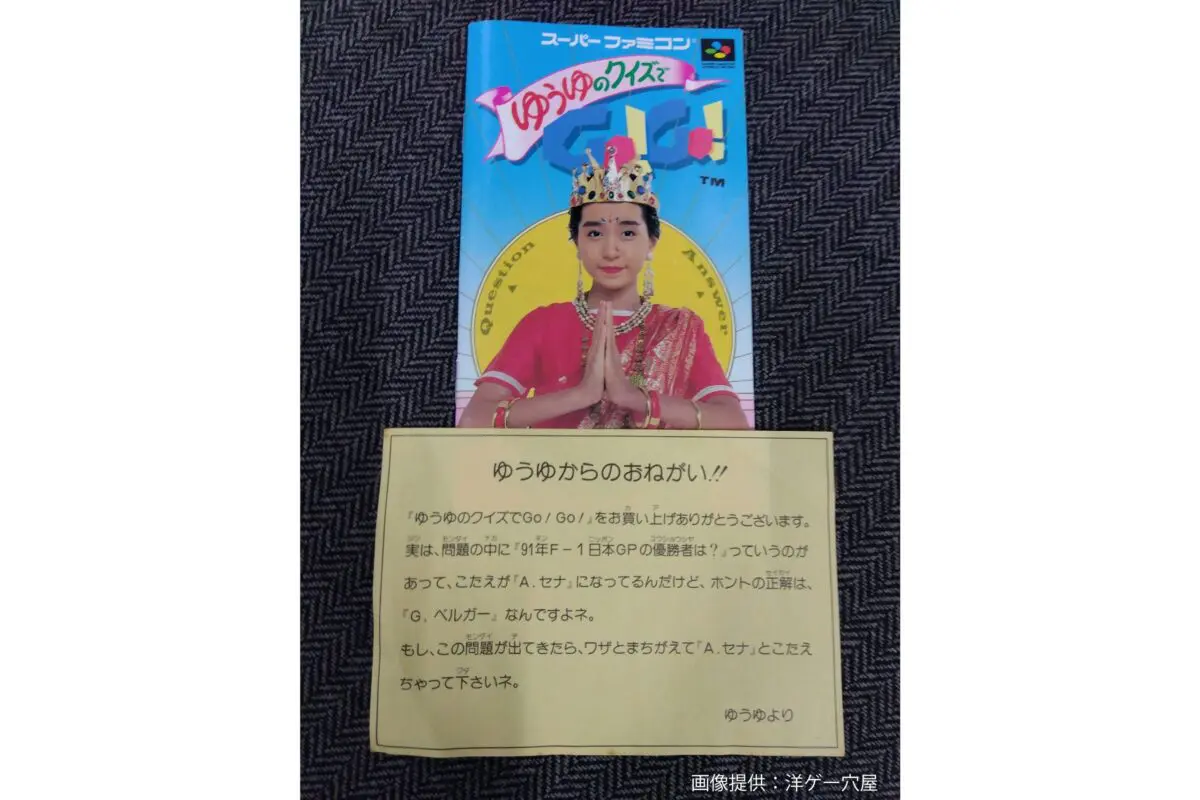 スーパーファミコン
ゆうゆのクイズで
Go!Go!
TM
Question
Answer
ゆうゆからのおねがい!!
『ゆうゆのクイズでGo!Go!』をお買い上げありがとうございます。
実は、問題の中に『91年F-1日本GPの優勝者は?』っていうのが
あって、こたえが『A.セナ』になってるんだけど、ホントの正解は、
『G.ベルガー』なんですよネ。
もし、この問題が出てきたら、ワザとまちがえて『A.セナ』とこたえ
ちゃって下さいネ。
ゆうゆより
画像提供:洋ゲー穴屋